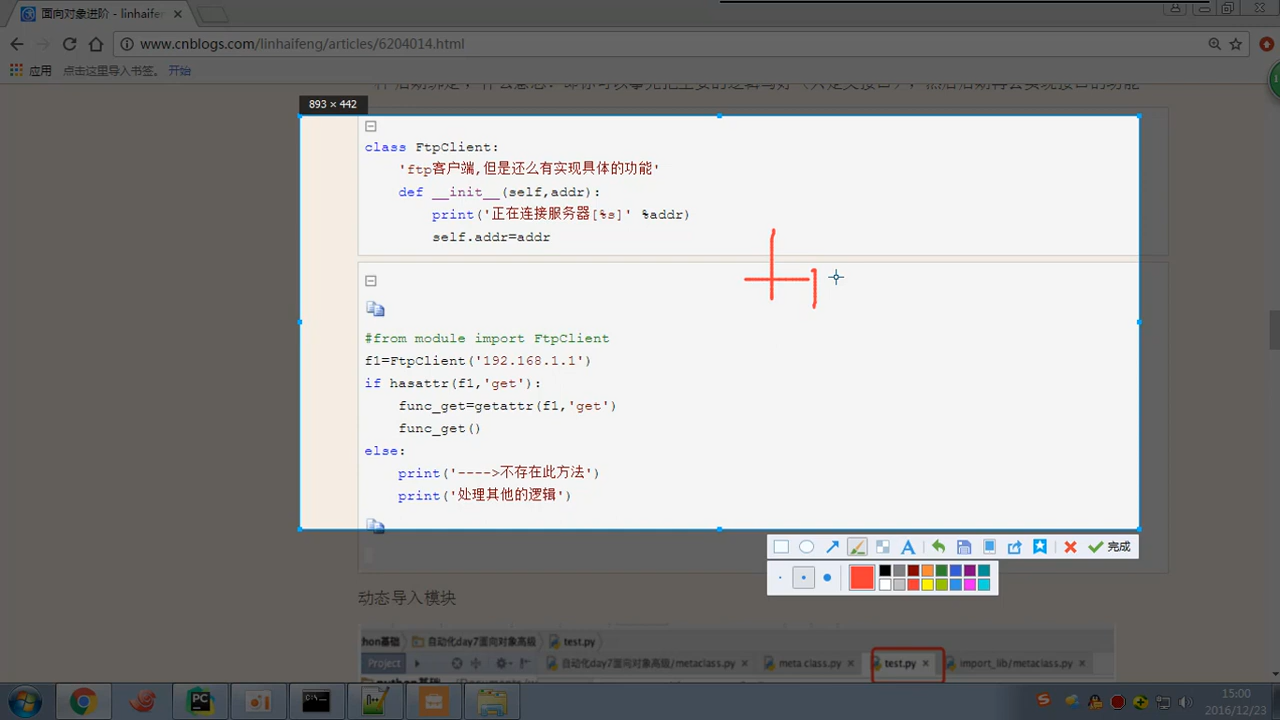 面向对象进阶 - linhaifen
www.cnblogs.com/linhaifeng/articles/6204014.html
应用 点击这里导入书签。 开始
893 × 442
class FtpClient:
'ftp客户端,但是还么有实现具体的功能'
def __init__(self,addr):
print('正在连接服务器[%s]' %addr)
self.addr=addr
#from module import FtpClient
f1=FtpClient('192.168.1.1')
if hasattr(f1,'get'):
func_get=getattr(f1,'get')
func_get()
else:
print('---->不存在此方法')
print('处理其他的逻辑')
完成
动态导入模块
thon基础 自动化day7面向对象高级 test.py
Project 自动化day7面向对象高级/metaclass.py meta class.py test.py import_lib/metaclass.py
15:00
2016/12/23